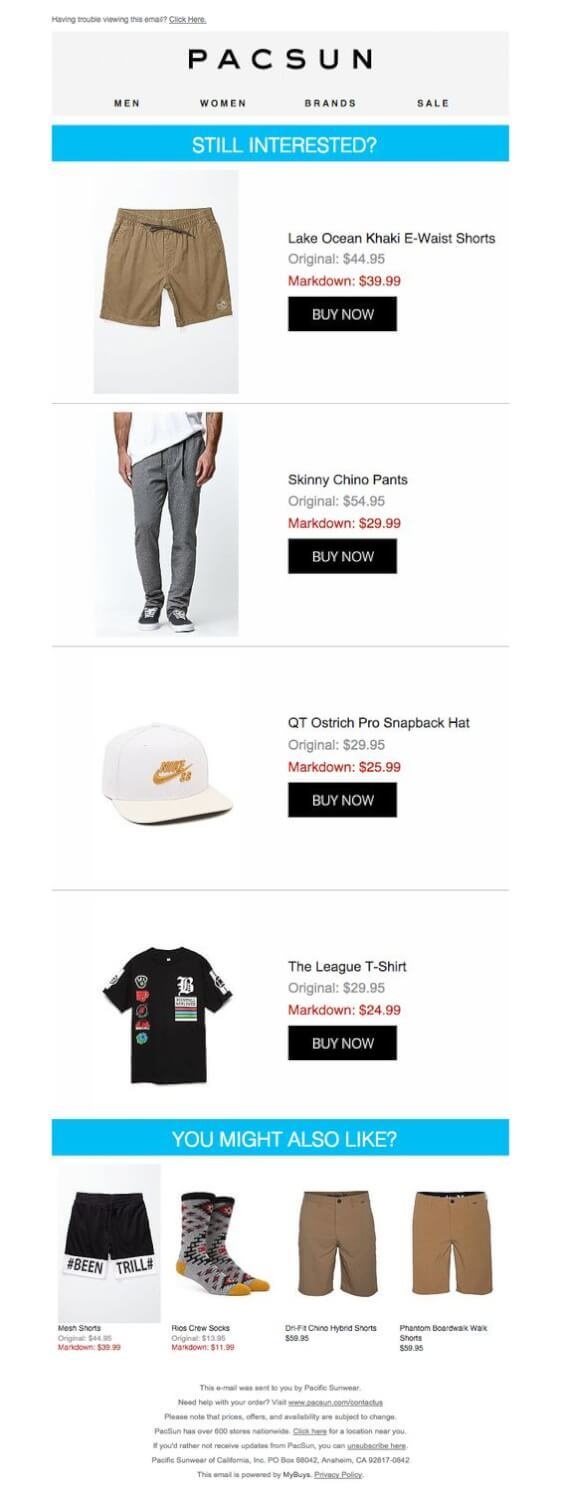 Having trouble viewing this email? Click Here.
PACSUN
MEN WOMEN BRANDS SALE
STILL INTERESTED?
Lake Ocean Khaki E-Waist Shorts
Original: $44.95
Markdown: $39.99
BUY NOW
Skinny Chino Pants
Original: $54.95
Markdown: $29.99
BUY NOW
NIKE
SB
QT Ostrich Pro Snapback Hat
Original: $29.95
Markdown: $25.99
BUY NOW
B
The League T-Shirt
Original: $29.95
Markdown: $24.99
BUY NOW
YOU MIGHT ALSO LIKE?
#BEEN TRILL#
Mesh Shorts
Original: $44.95
Markdown: $39.99
Rios Crew Socks
Original: $13.95
Markdown: $11.99
Dri-Fit Chino Hybrid Shorts
$59.95
Phantom Boardwalk Walk
Shorts
$59.95
This e-mail was sent to you by Pacific Sunwear.
Need help with your order? Visit www.pacsun.com/contactus
Please note that prices, offers, and availability are subject to change.
PacSun has over 600 stores nationwide. Click here for a location near you.
If you'd rather not receive updates from PacSun, you can unsubscribe here.
Pacific Sunwear of California, Inc. PO Box 68042, Anaheim, CA 92817-0842
This email is powered by MyBuys. Privacy Policy.